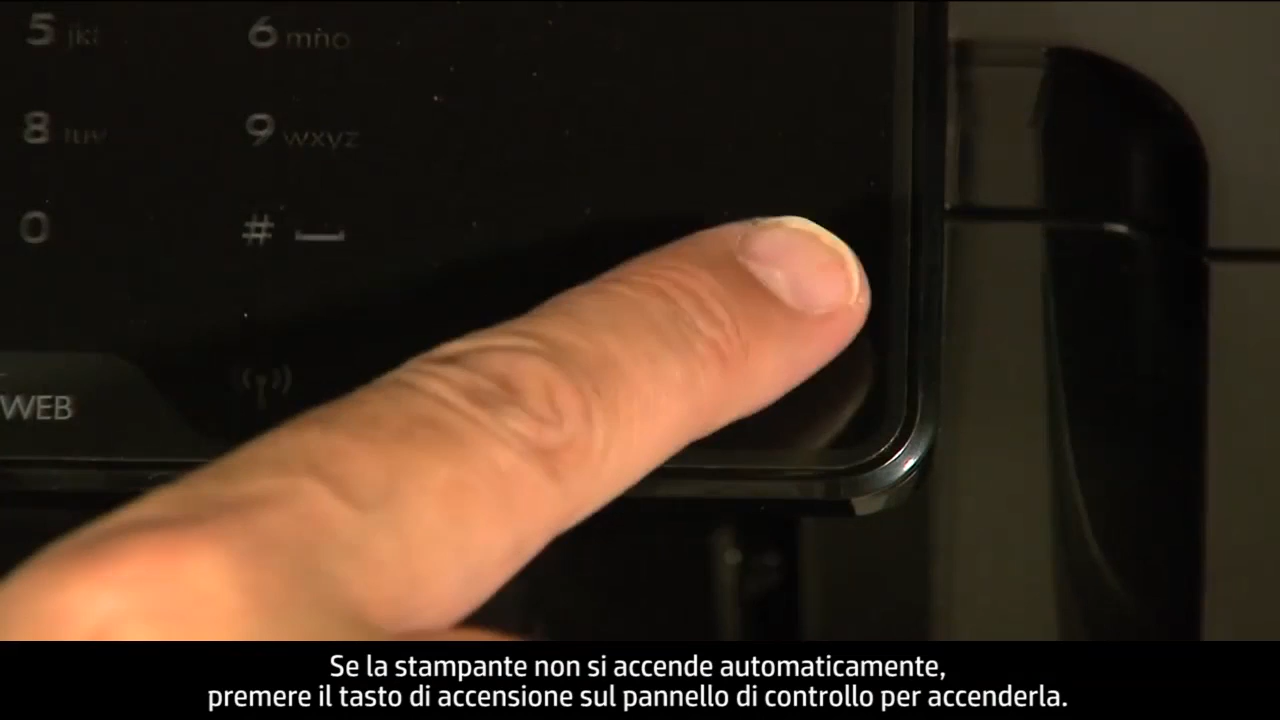 5 jkl 6 mno
8 tuv 9 wxyz
0 #
WEB
Se la stampante non si accende automaticamente,
premere il tasto di accensione sul pannello di controllo per accenderla.